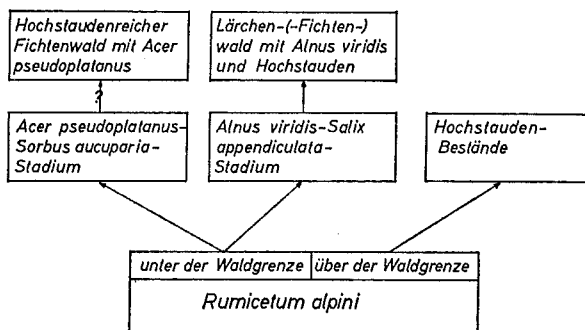 Hochstaudenreicher
Fichtenwald mit Acer
pseudoplatanus
Lärchen-(-Fichten-)
wald mit Alnus viridis
und Hochstauden
?
Acer pseudoplatanus-
Sorbus aucuparia-
Stadium
Alnus viridis-Salix
appendiculata-
Stadium
Hochstauden-
Bestände
unter der Waldgrenze
über der Waldgrenze
Rumicetum alpini